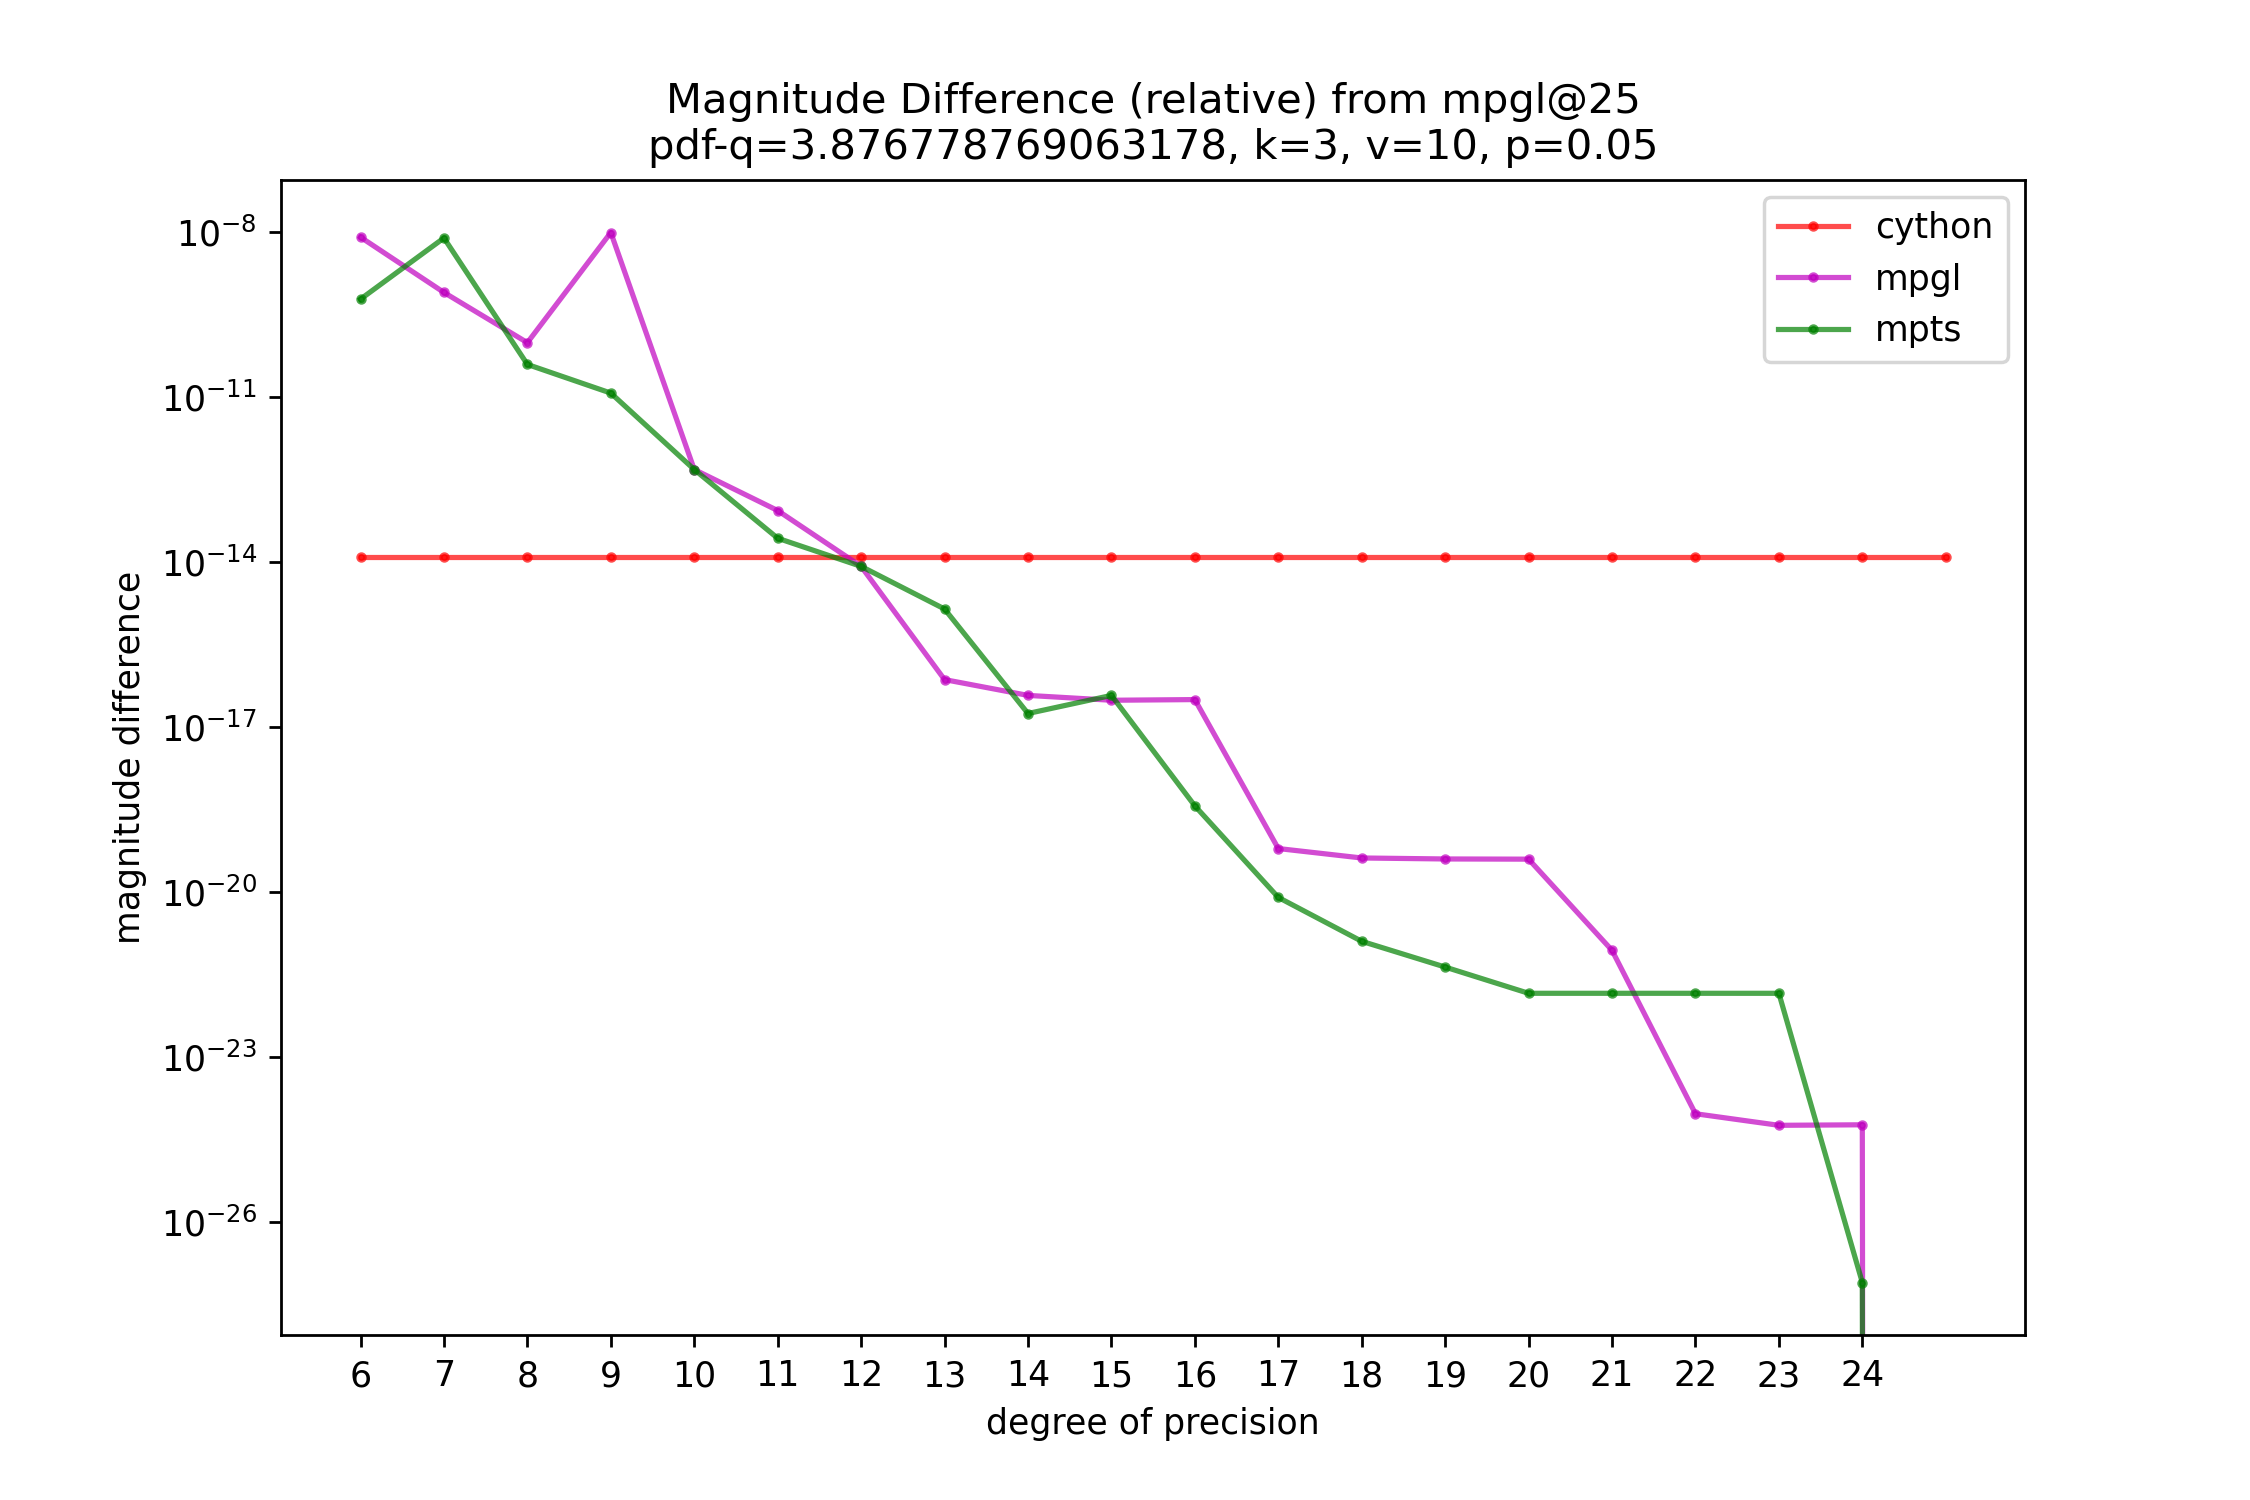 Magnitude Difference (relative) from mpgl@25
pdf-q=3.876778769063178, k=3, v=10, p=0.05
cython
mpgl
mpts
magnitude difference
10⁻⁸
10⁻¹¹
10⁻¹⁴
10⁻¹⁷
10⁻²⁰
10⁻²³
10⁻²⁶
6 7 8 9 10 11 12 13 14 15 16 17 18 19 20 21 22 23 24
degree of precision